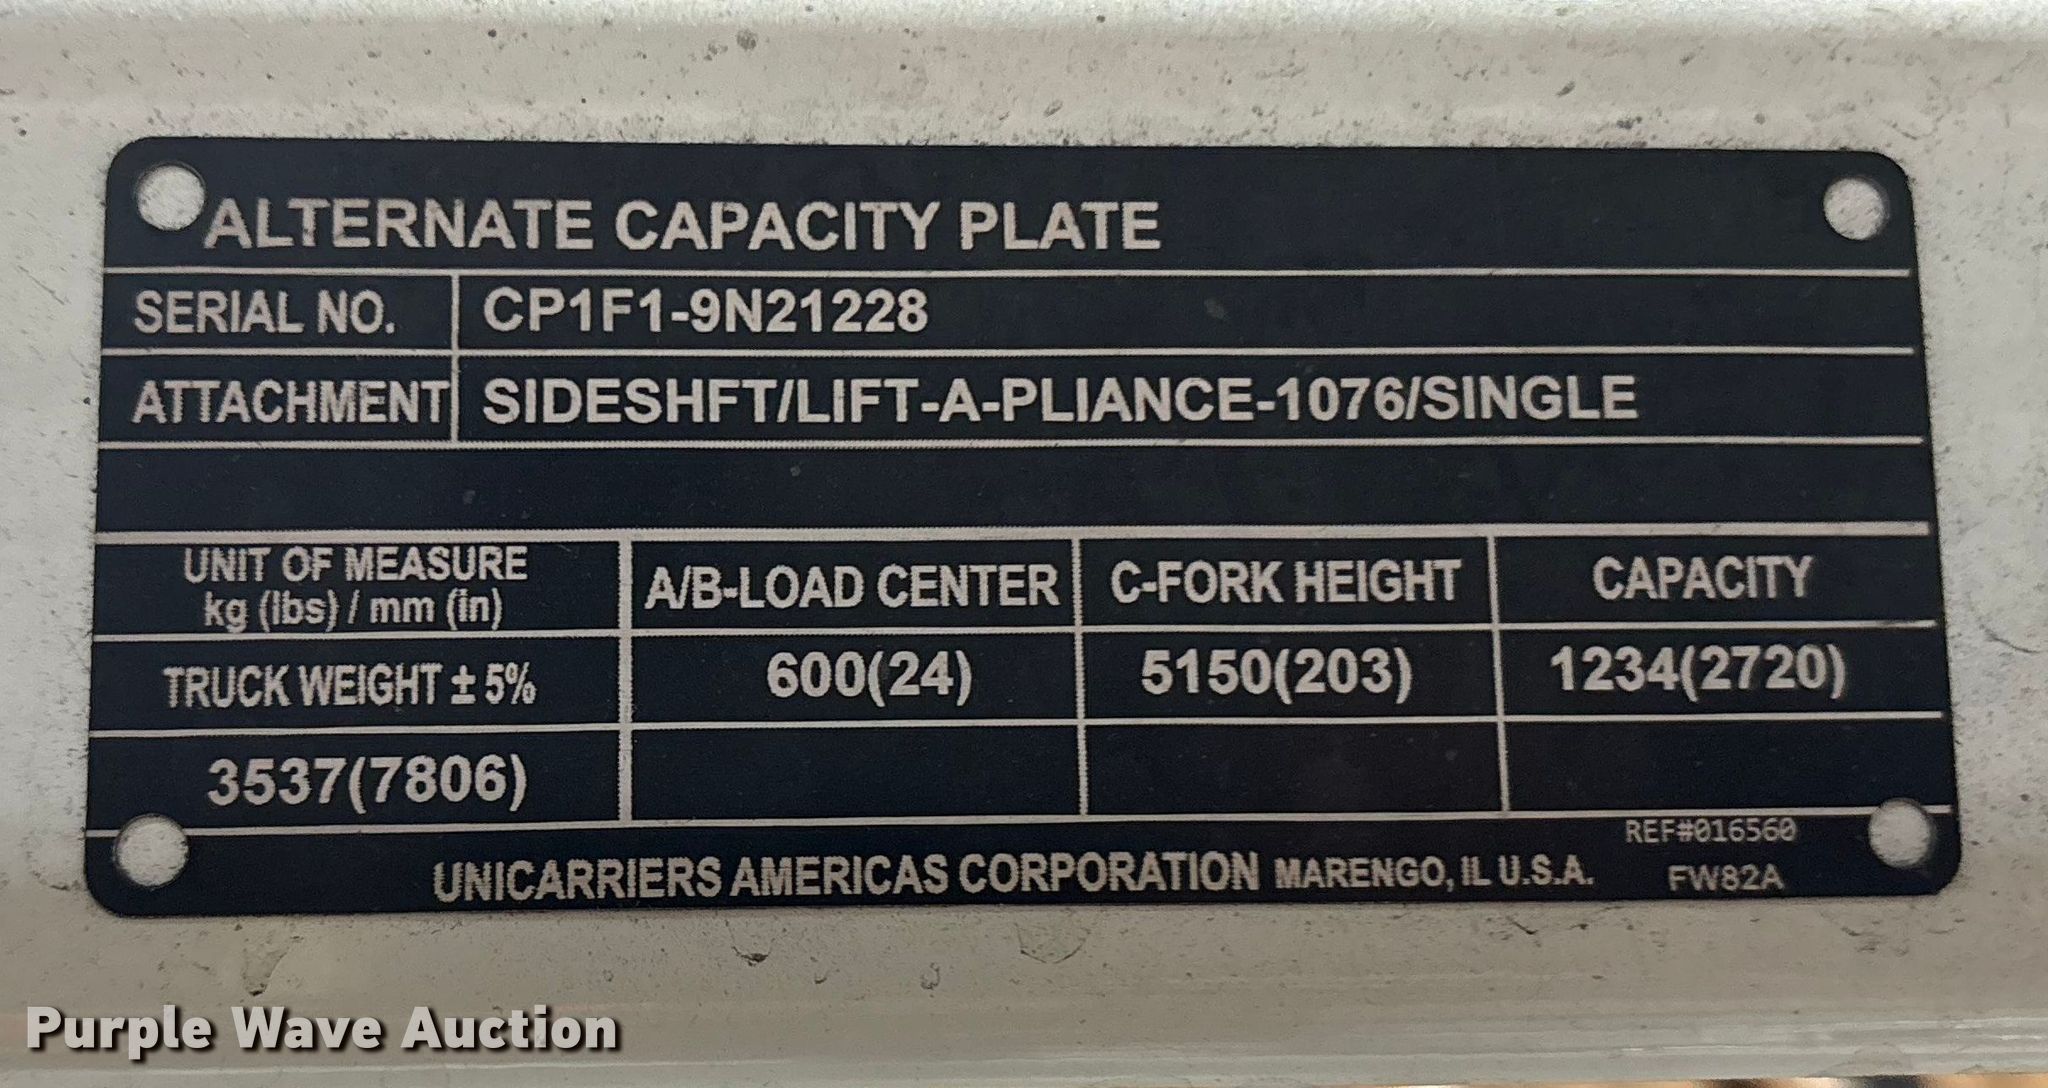 ALTERNATE CAPACITY PLATE
SERIAL NO. CP1F1-9N21228
ATTACHMENT SIDESHFT/LIFT-A-PLIANCE-1076/SINGLE
UNIT OF MEASURE
kg (lbs) / mm (in)
A/B-LOAD CENTER C-FORK HEIGHT CAPACITY
TRUCK WEIGHT ± 5% 600(24) 5150(203) 1234(2720)
3537(7806)
REF#016560
UNICARRIERS AMERICAS CORPORATION MARENGO, IL U.S.A. FW82A
Purple Wave Auction